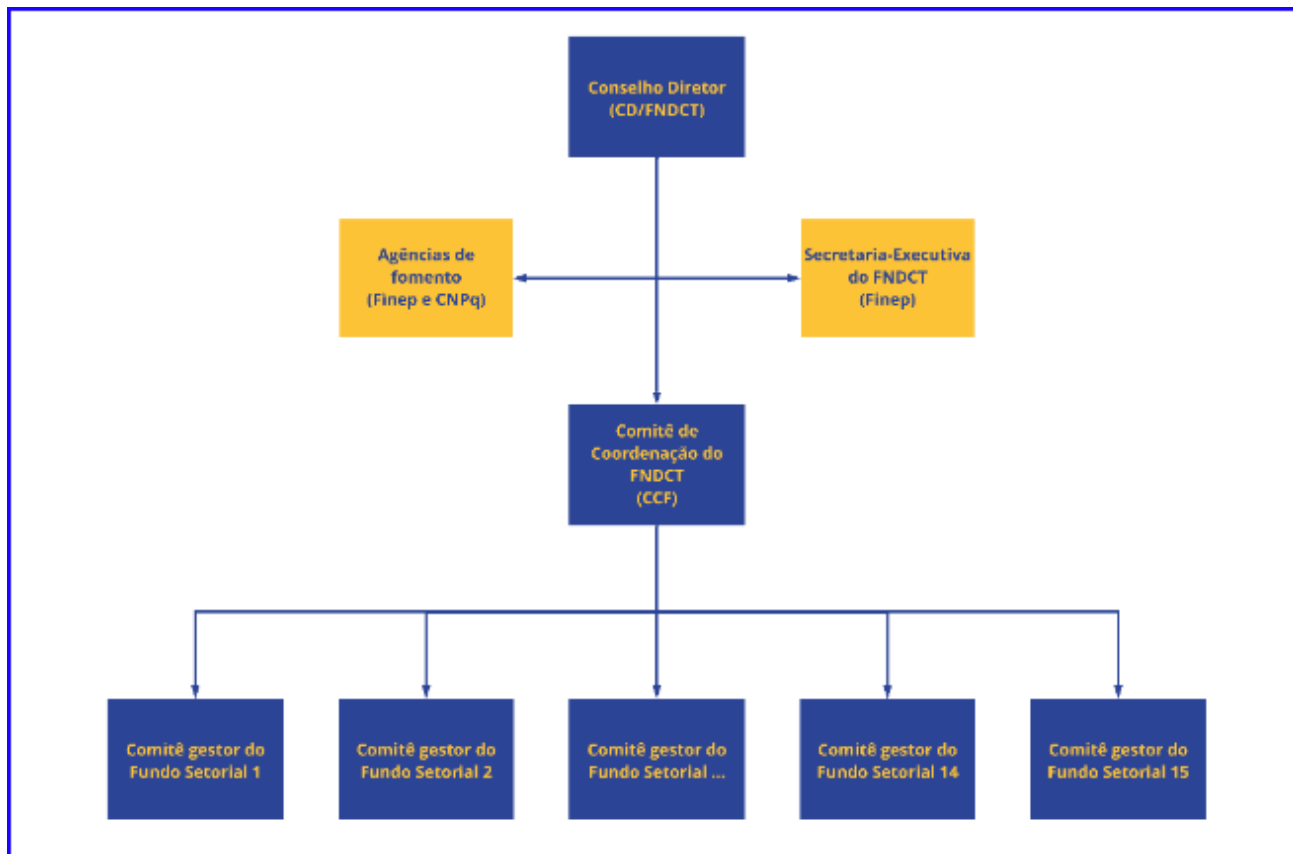 Conselho Diretor
(CD/FNDCT)
Agências de
fomento
(Finep e CNPq)
Secretaria-Executiva
do FNDCT
(Finep)
Comitê de
Coordenação do
FNDCT
(CCF)
Comitê gestor do
Fundo Setorial 1
Comitê gestor do
Fundo Setorial 2
Comitê gestor do
Fundo Setorial ...
Comitê gestor do
Fundo Setorial 14
Comitê gestor do
Fundo Setorial 15